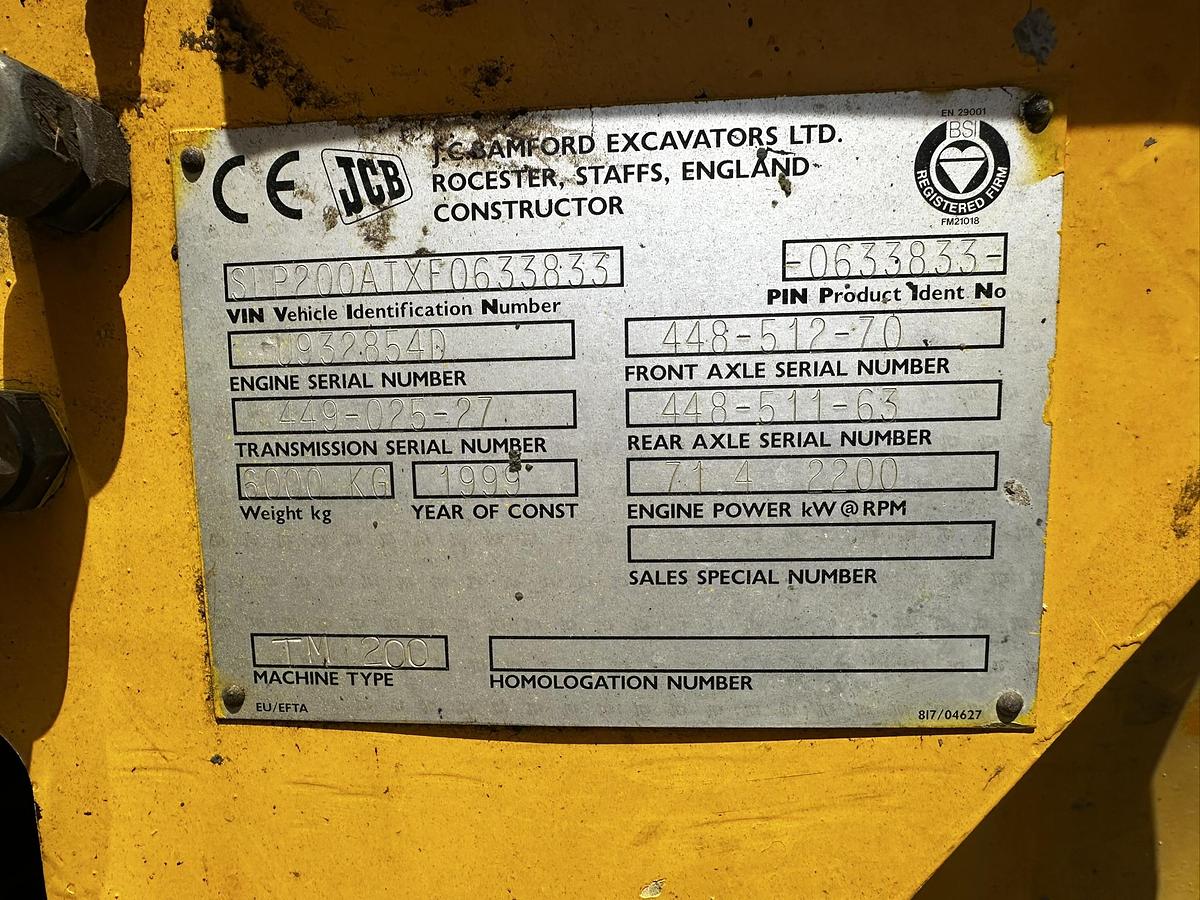 EN 29001
BSI
REGISTERED FIRM
FM21018
CE JCB J.C.BAMFORD EXCAVATORS LTD.
ROCESTER, STAFFS, ENGLAND
CONSTRUCTOR
SLP200ATXE0633833 -0633833-
VIN Vehicle Identification Number PIN Product Ident No
0932854D 448-512-70
ENGINE SERIAL NUMBER FRONT AXLE SERIAL NUMBER
449-025-27 448-511-63
TRANSMISSION SERIAL NUMBER REAR AXLE SERIAL NUMBER
6000 KG 1999 71.4 2200
Weight kg YEAR OF CONST ENGINE POWER kW@RPM
SALES SPECIAL NUMBER
TM 200
MACHINE TYPE HOMOLOGATION NUMBER
EU/EFTA 817/04627